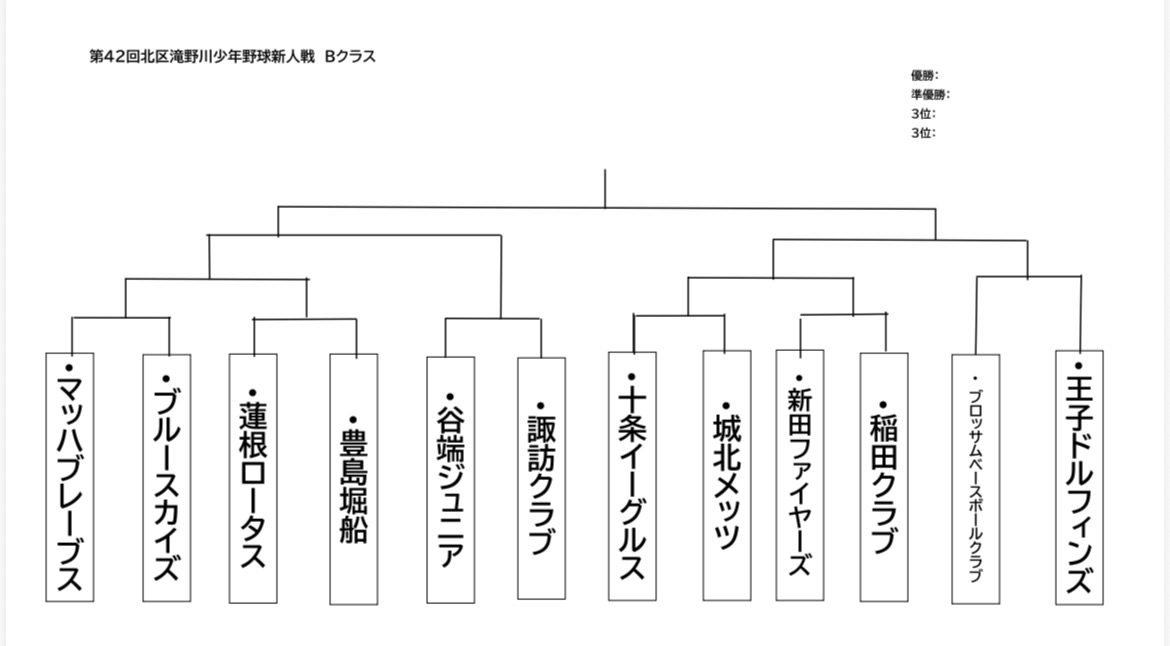 第42回北区滝野川少年野球新人戦 Bクラス
優勝：
準優勝：
3位：
3位：
・マッハブレーブス
・ブルースカイズ
・蓮根ロータス
・豊島堀船
・谷端ジュニア
・諏訪クラブ
・十条イーグルス
・城北メッツ
・新田ファイヤーズ
・稲田クラブ
・ブロッサムベースボールクラブ
・王子ドルフィンズ